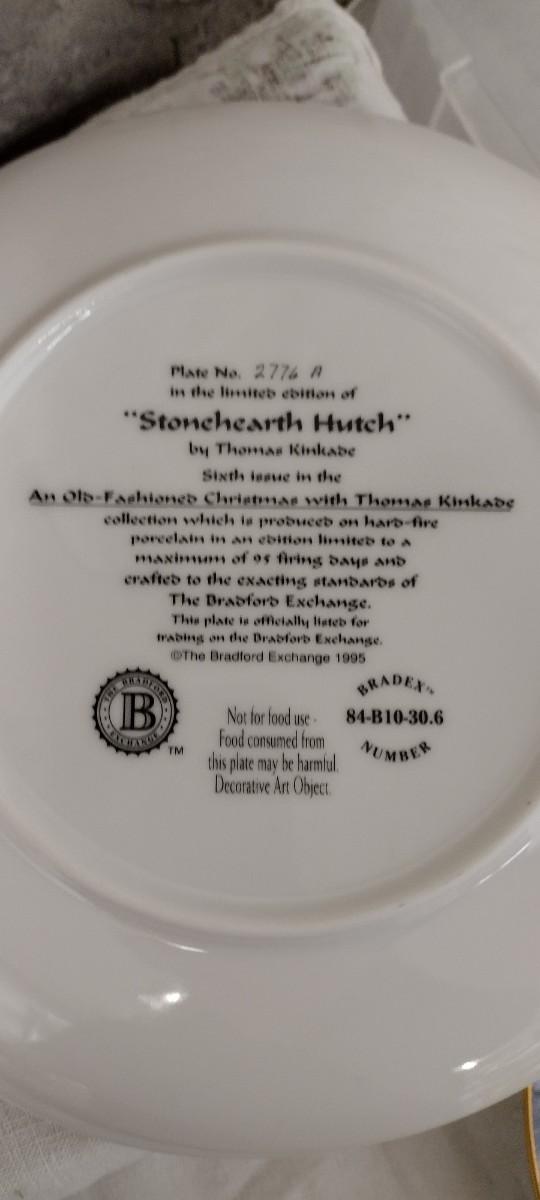 Plate No. 2776 A
in the limited edition of
"Stonehearth Hutch"
by Thomas Kinkade
Sixth issue in the
An Old-Fashioned Christmas with Thomas Kinkade
collection which is produced on hard-fire
porcelain in an edition limited to a
maximum of 95 firing days and
crafted to the exacting standards of
The Bradford Exchange.
This plate is officially listed for
trading on the Bradford Exchange.
©The Bradford Exchange 1995
THE BRADFORD
B
EXCHANGE
TM
Not for food use -
Food consumed from
this plate may be harmful.
Decorative Art Object.
BRADEX™
84-B10-30.6
NUMBER